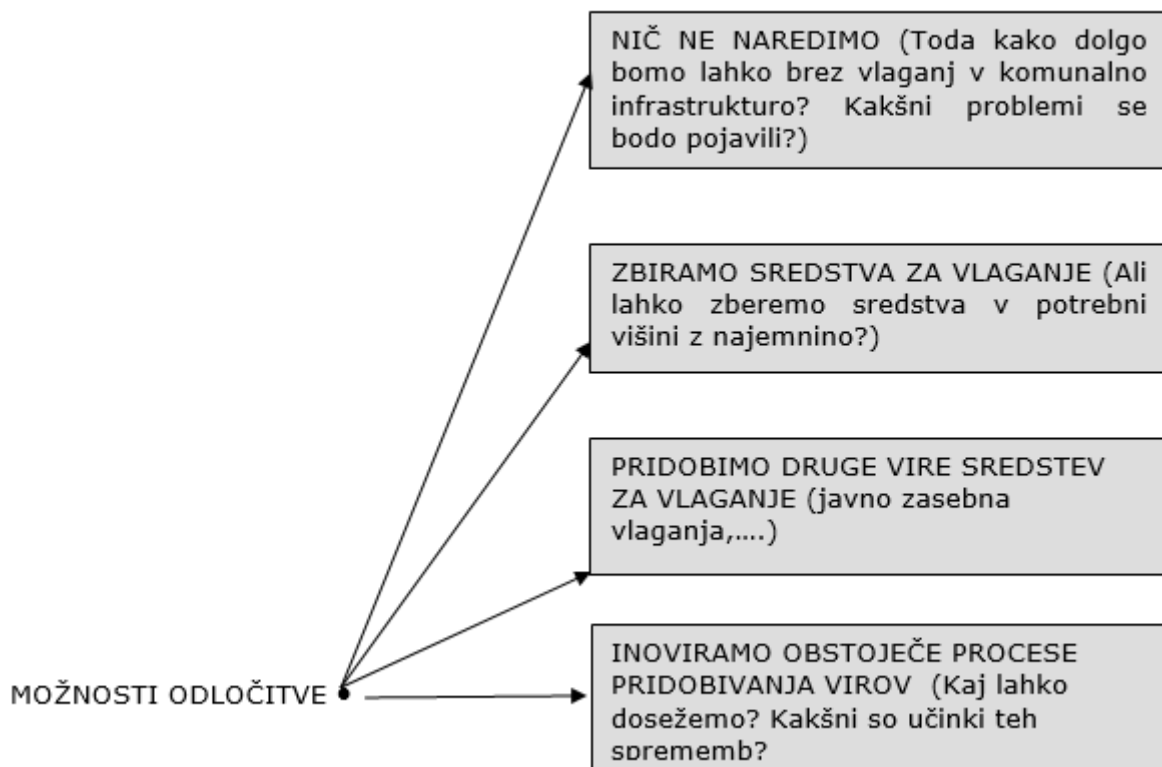 NIČ NE NAREDIMO (Toda kako dolgo
bomo lahko brez vlaganj v komunalno
infrastrukturo? Kakšni problemi se
bodo pojavili?)
ZBIRAMO SREDSTVA ZA VLAGANJE (Ali
lahko zberemo sredstva v potrebni
višini z najemnino?)
PRIDOBIMO DRUGE VIRE SREDSTEV
ZA VLAGANJE (javno zasebna
vlaganja,....)
INOVIRAMO OBSTOJEČE PROCESE
PRIDOBIVANJA VIROV (Kaj lahko
dosežemo? Kakšni so učinki teh
sprememb?
MOŽNOSTI ODLOČITVE